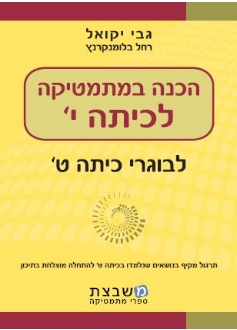 גבי יקואל
רחל בלומנקרנץ
הכנה במתמטיקה
לכיתה י'
לבוגרי כיתה ט'
תרגול מקיף בנושאים שנלמדו בכיתה ט' להתחלה מוצלחת בתיכון
משבצת
ספרי מתמטיקה